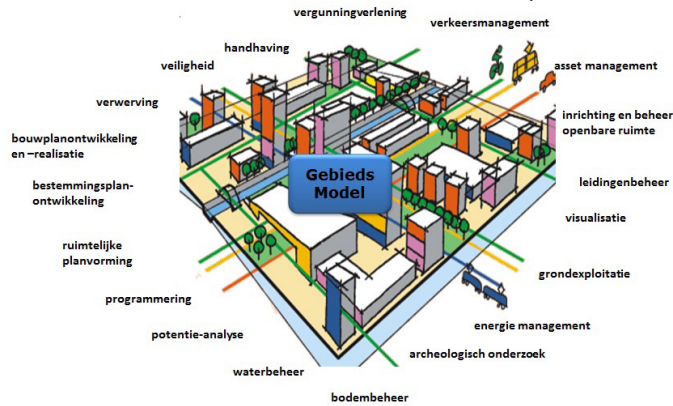 vergunningverlening
verkeersmanagement
handhaving
asset management
veiligheid
verwerving
inrichting en beheer
openbare ruimte
bouwplanontwikkeling
en –realisatie
Gebieds
Model
leidingenbeheer
bestemmingsplan-
ontwikkeling
visualisatie
ruimtelijke
planvorming
grondexploitatie
programmering
energie management
potentie-analyse
archeologisch onderzoek
waterbeheer
bodembeheer